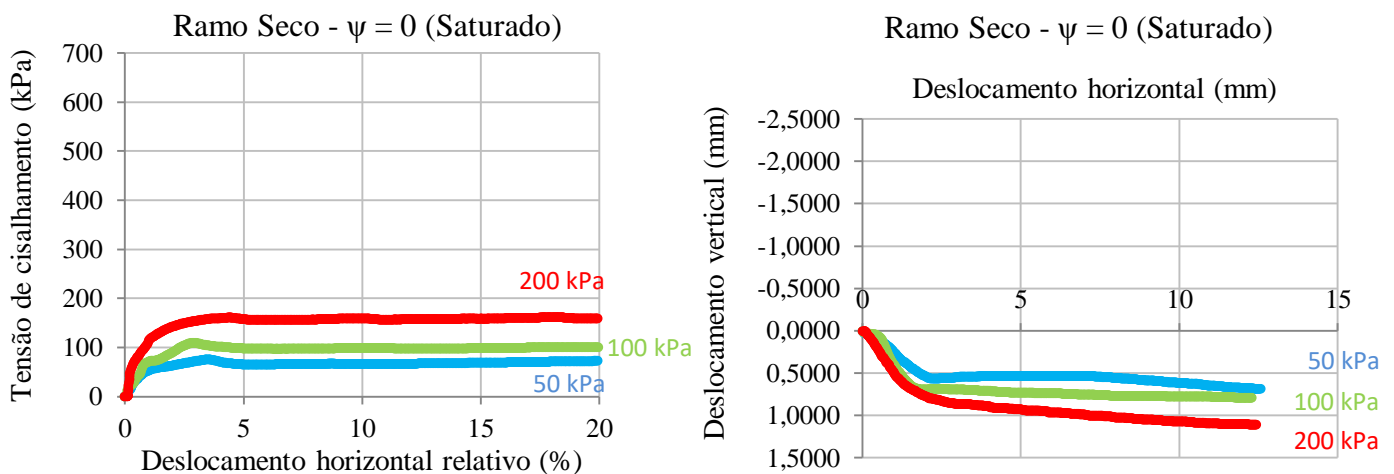 Ramo Seco - ψ = 0 (Saturado)
Tensão de cisalhamento (kPa)
700
600
500
400
300
200
100
0
200 kPa
100 kPa
50 kPa
0 5 10 15 20
Deslocamento horizontal relativo (%)
Ramo Seco - ψ = 0 (Saturado)
Deslocamento horizontal (mm)
Deslocamento vertical (mm)
-2,5000
-2,0000
-1,5000
-1,0000
-0,5000
0 5 10 15
0,0000
0,5000
1,0000
1,5000
50 kPa
100 kPa
200 kPa